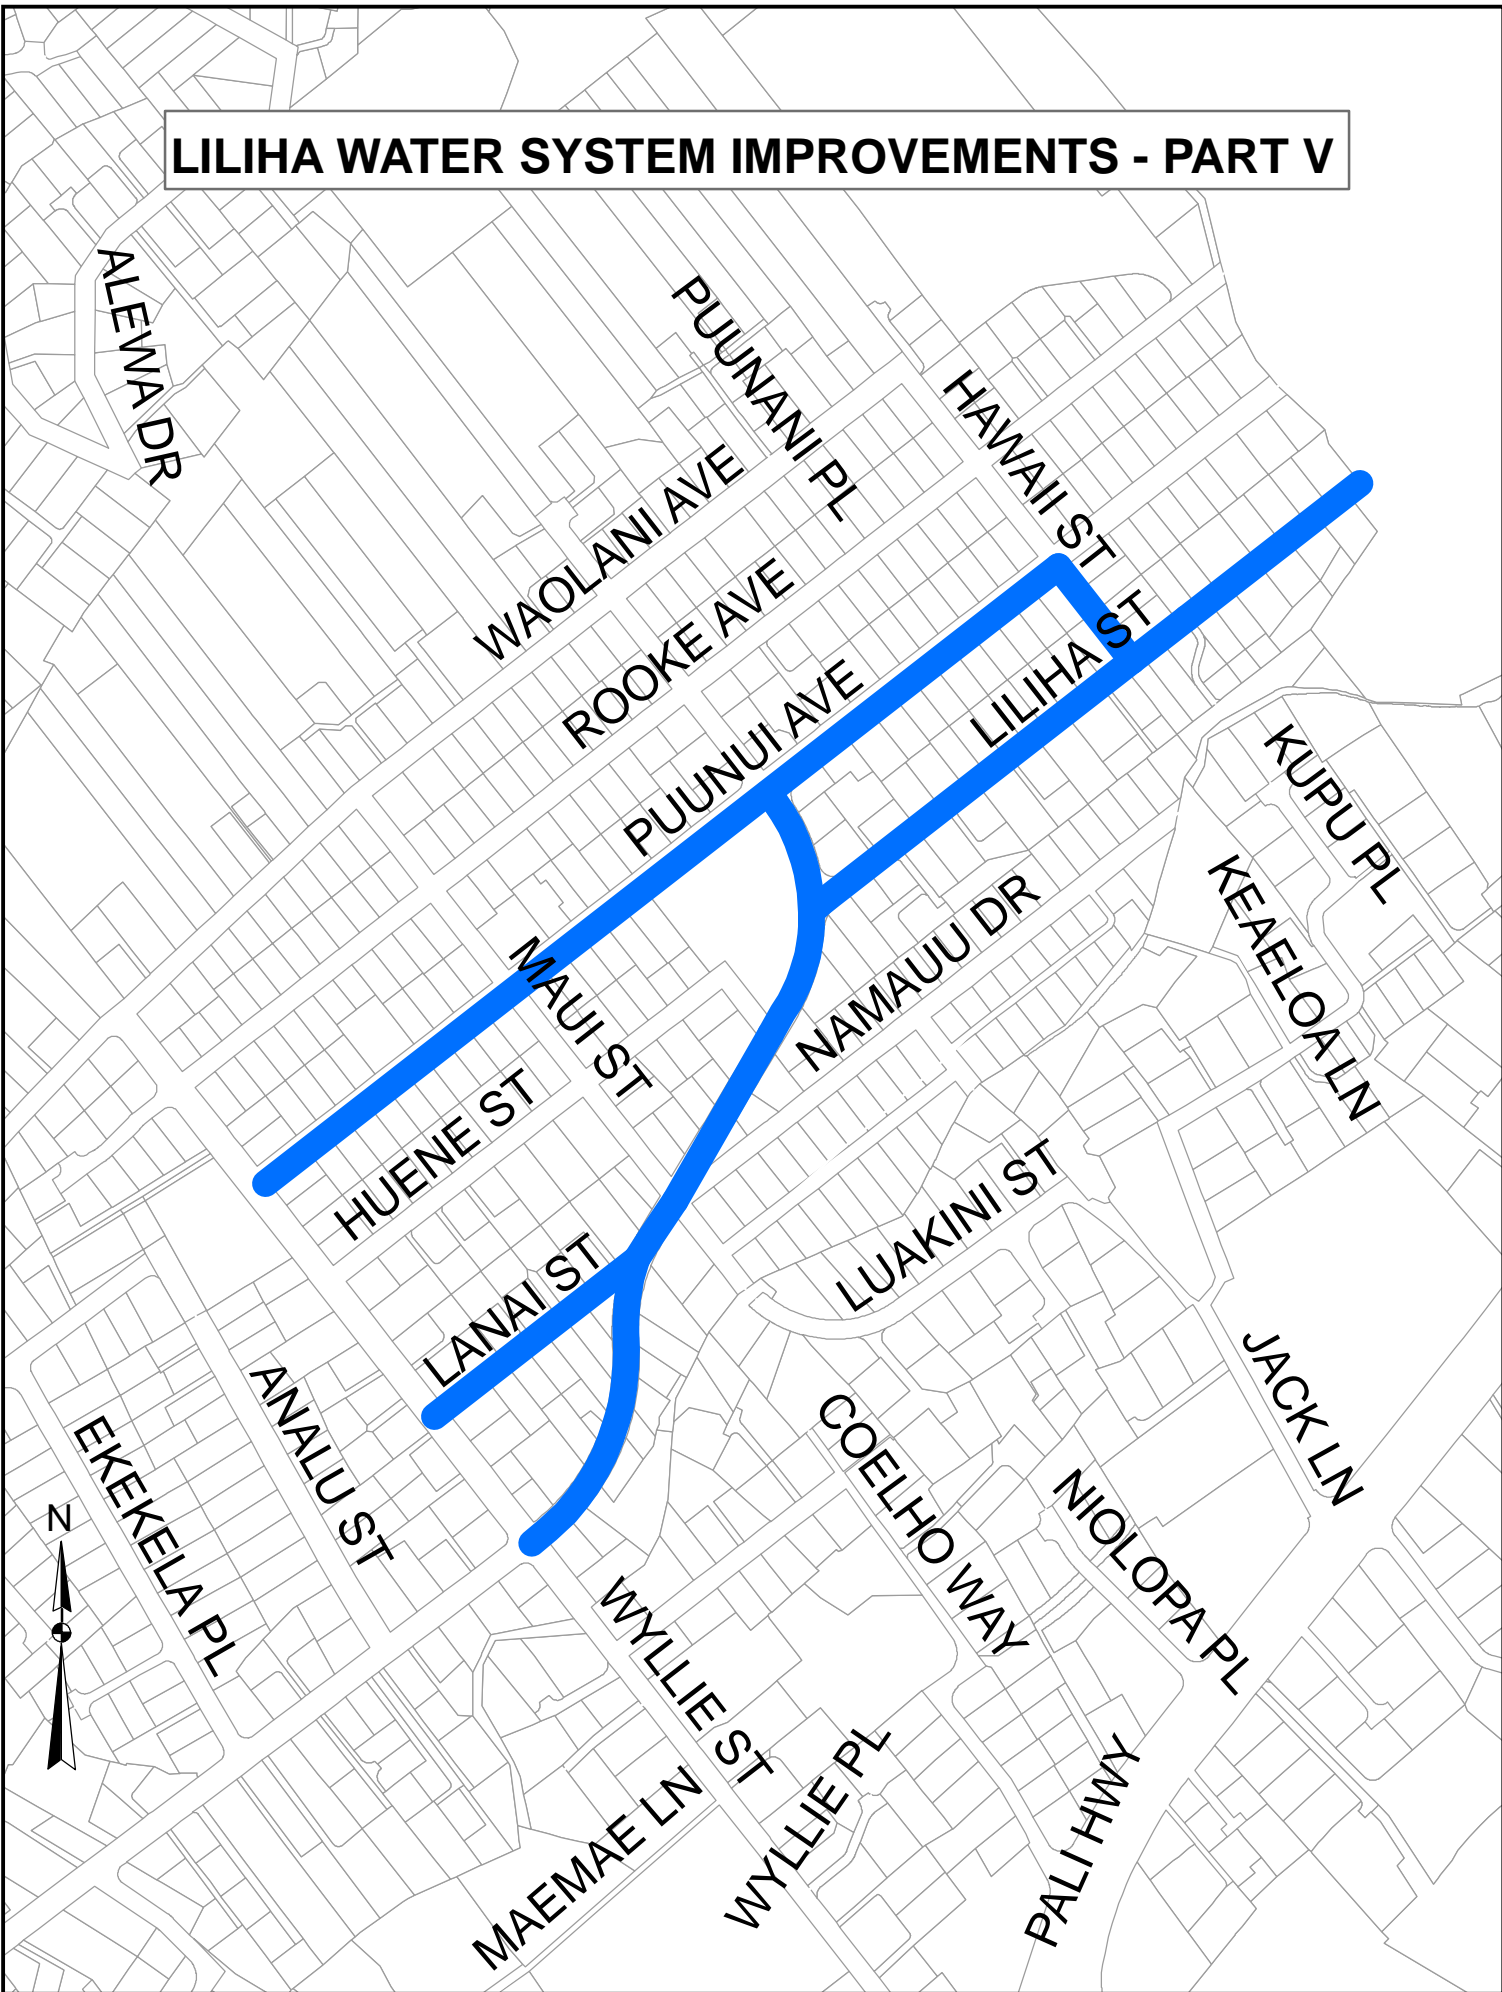 LILIHA WATER SYSTEM IMPROVEMENTS - PART V
ALEWA DR
PUUNANI PL
HAWAII ST
WAOLANI AVE
ROOKE AVE
LILIHA ST
PUUNUI AVE
KUPU PL
KEAELOA LN
NAMAUU DR
MAUI ST
HUENE ST
LUAKINI ST
LANAI ST
JACK LN
ANALU ST
COELHO WAY
EKEKELA PL
NIOLOPA PL
N
WYLLIE ST
WYLLIE PL
PALI HWY
MAEMAE LN